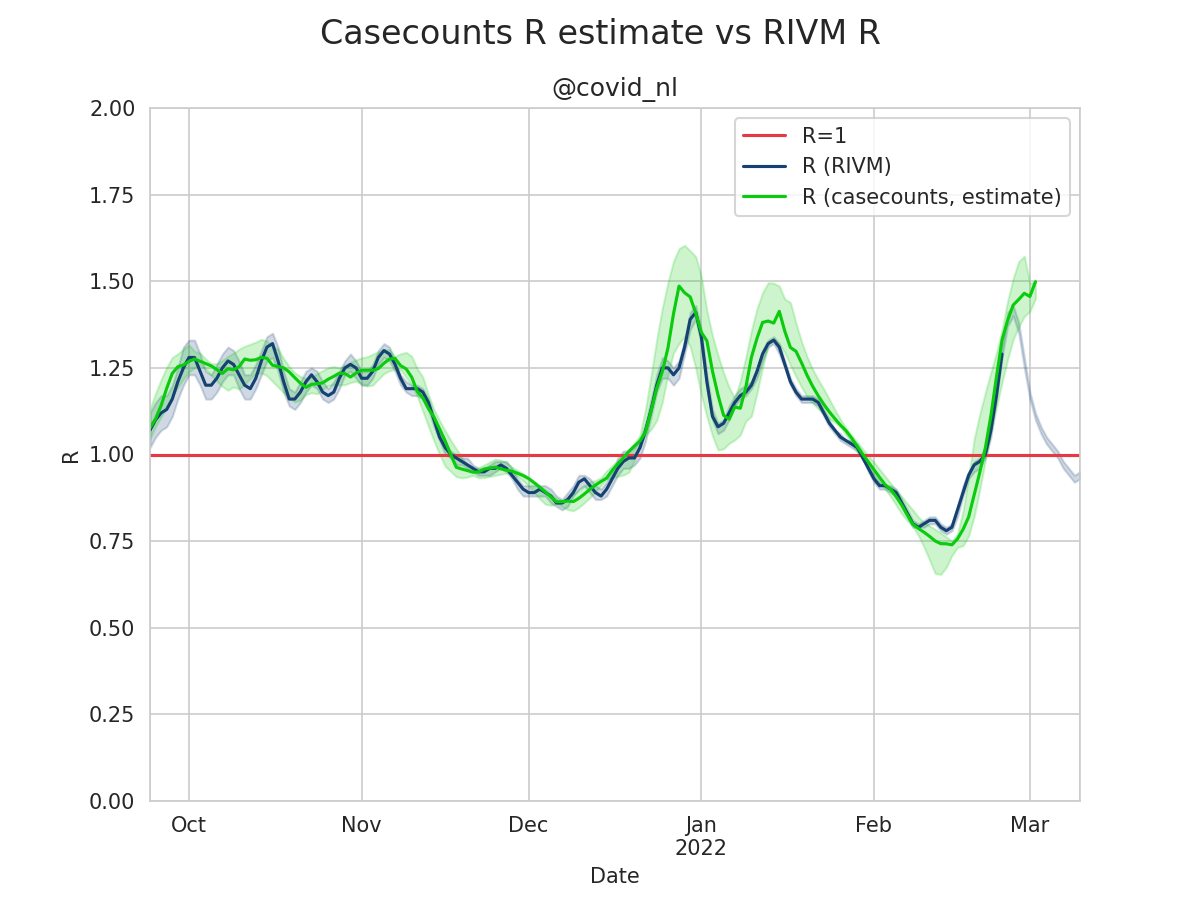 Casecounts R estimate vs RIVM R
@covid_nl
2.00
1.75
1.50
1.25
1.00
0.75
0.50
0.25
0.00
R
R=1
R (RIVM)
R (casecounts, estimate)
Oct
Nov
Dec
Jan
2022
Feb
Mar
Date